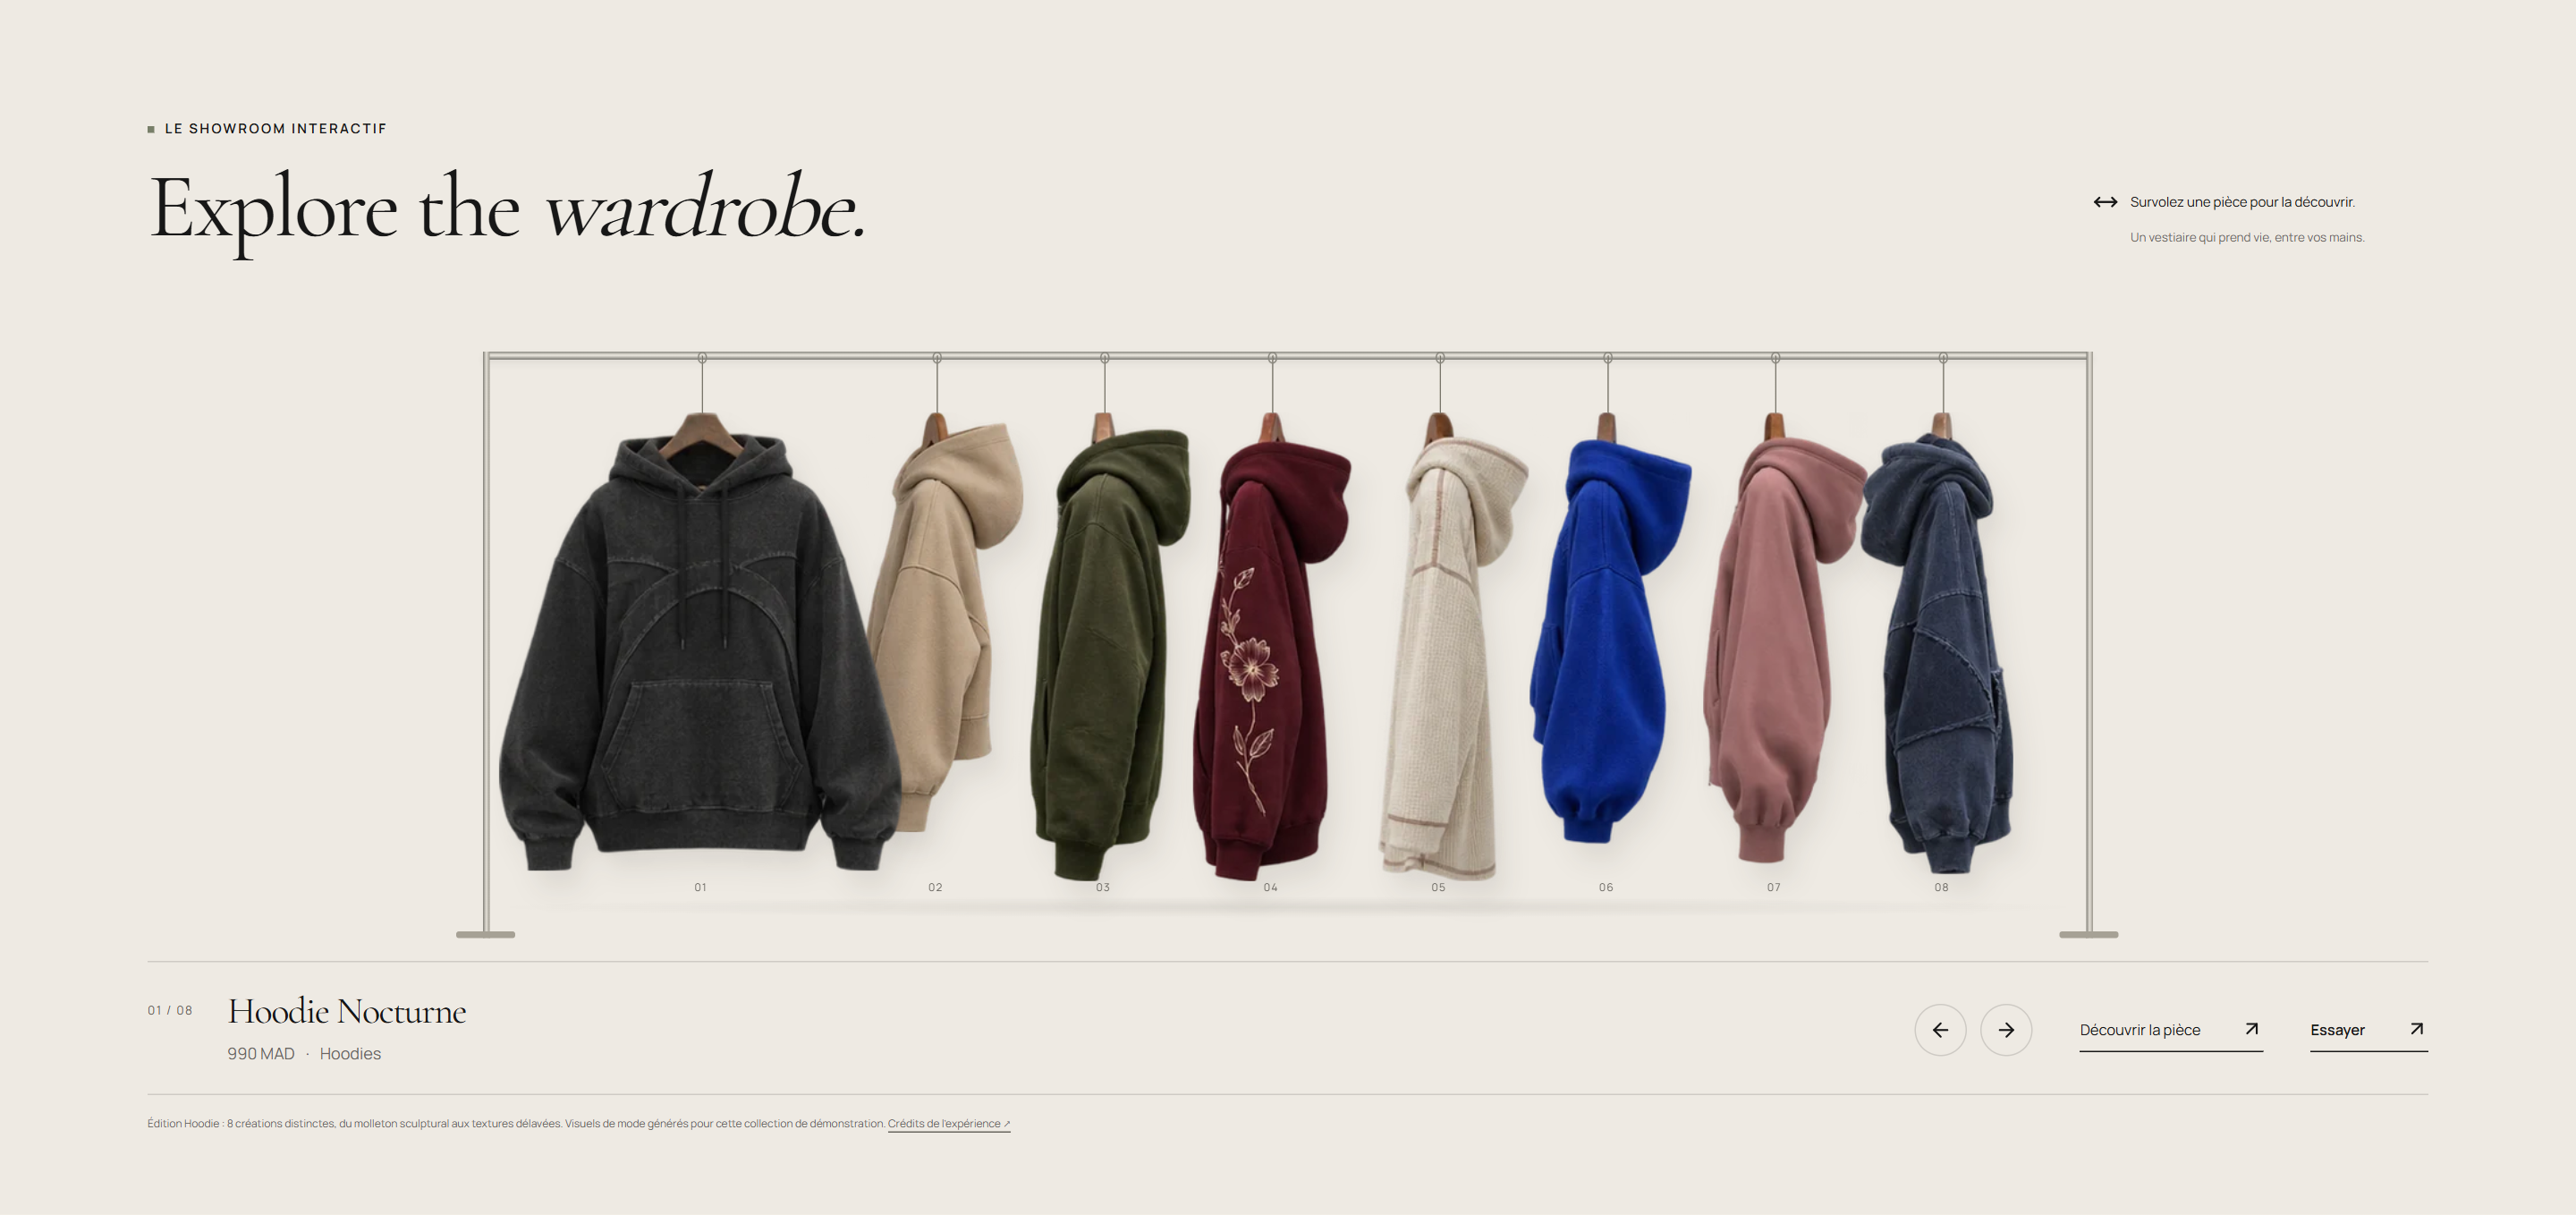 LE SHOWROOM INTERACTIF
Explore the wardrobe.
Survolez une pièce pour la découvrir.
Un vestiaire qui prend vie, entre vos mains.
01 02 03 04 05 06 07 08
01 / 08
Hoodie Nocturne
990 MAD · Hoodies
Découvrir la pièce
Essayer
Édition Hoodie : 8 créations distinctes, du molleton sculptural aux textures délavées. Visuels de mode générés pour cette collection de démonstration. Crédits de l'expérience ↗